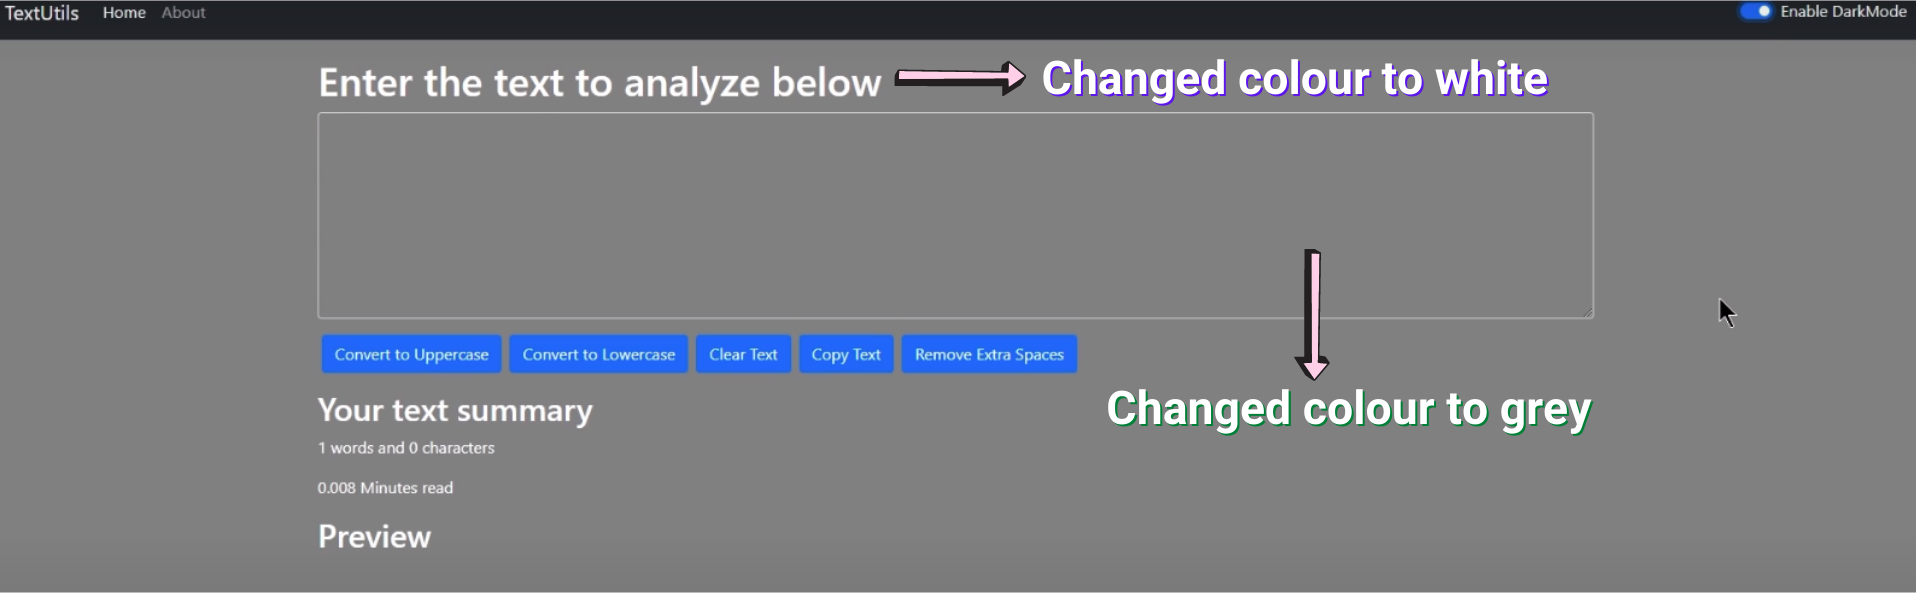 TextUtils Home About Enable DarkMode
Enter the text to analyze below Changed colour to white
Convert to Uppercase Convert to Lowercase Clear Text Copy Text Remove Extra Spaces
Changed colour to grey
Your text summary
1 words and 0 characters
0.008 Minutes read
Preview